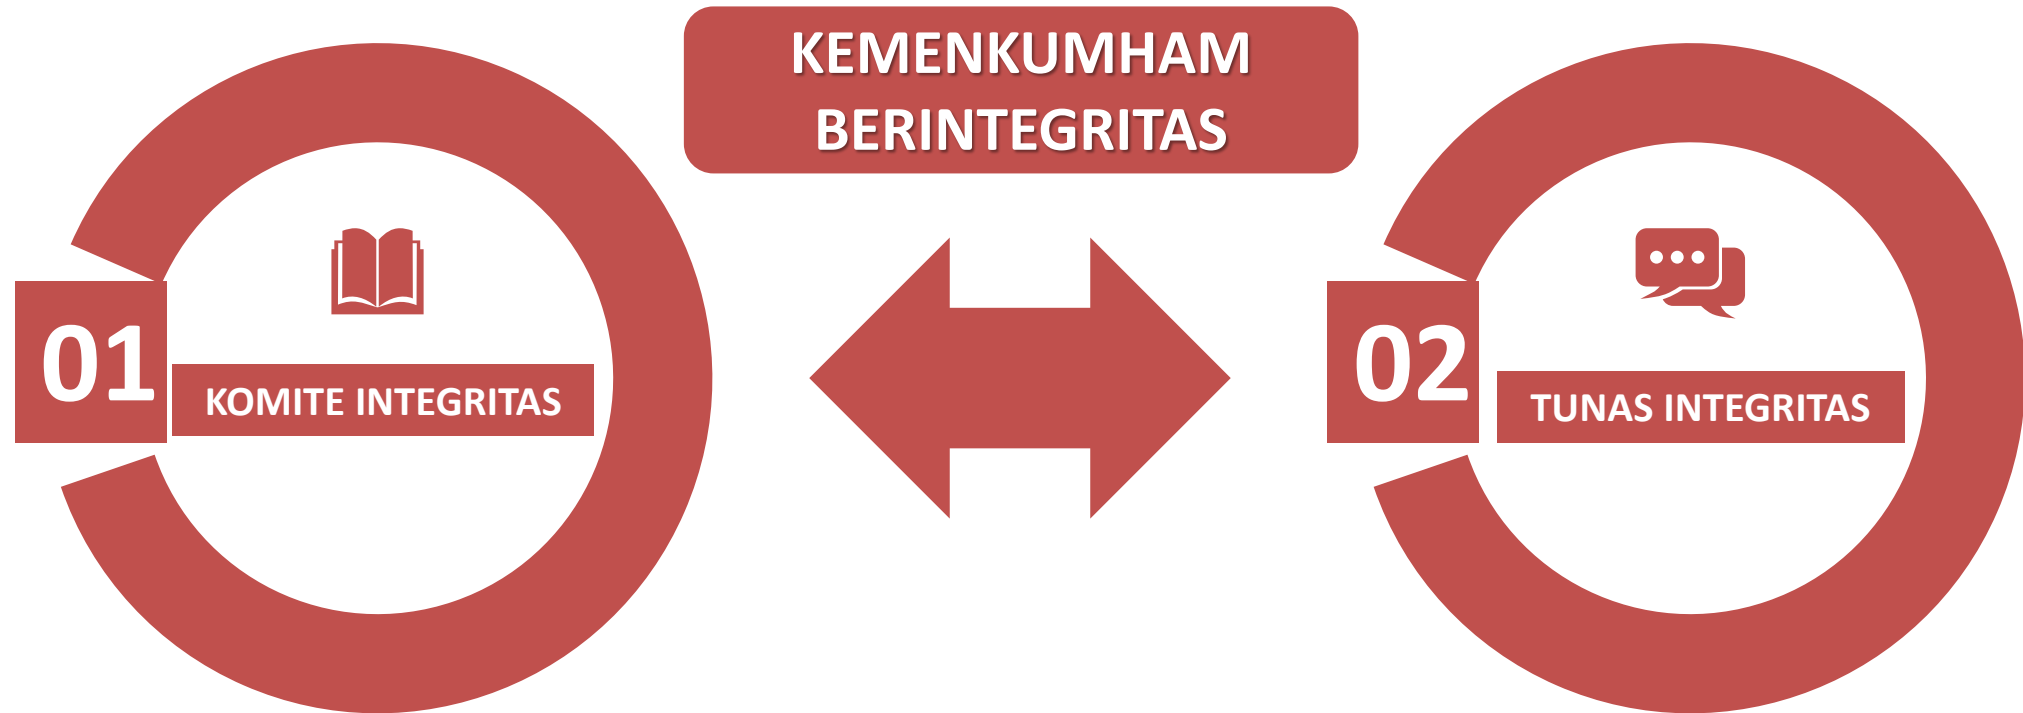 KEMENKUMHAM
BERINTEGRITAS
01
KOMITE INTEGRITAS
02
TUNAS INTEGRITAS